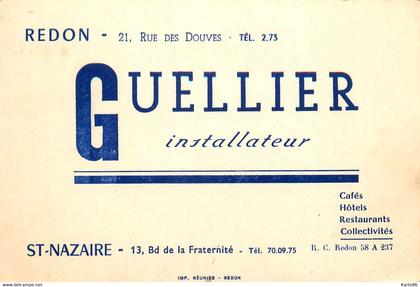 REDON - 21, RUE DES DOUVES - TÉL. 2.73
GUELLIER
installateur
Cafés
Hôtels
Restaurants
Collectivités
ST-NAZAIRE - 13, Bd de la Fraternité - Tél. 70.09.75
R. C. Redon 58 A 237
IMP. RÉUNIES - REDON